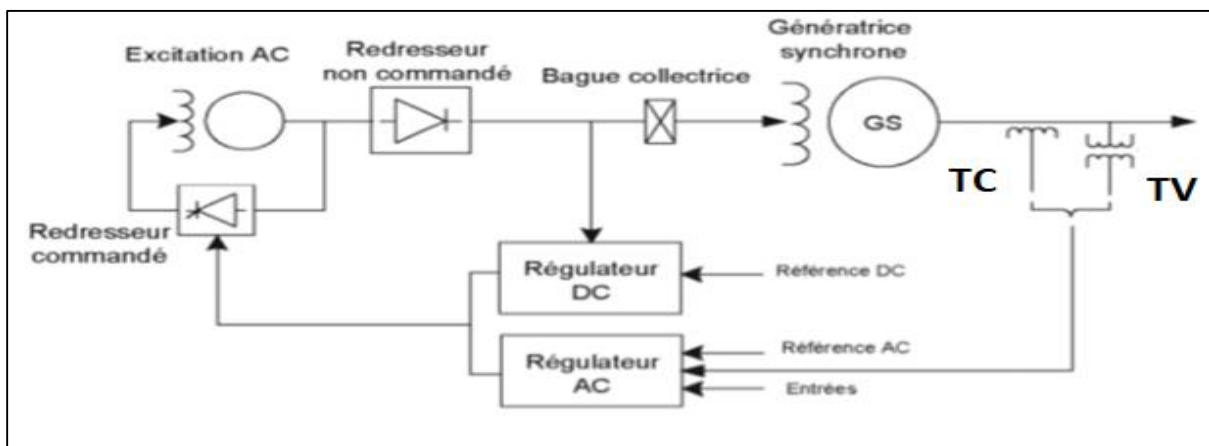 Excitation AC
Redresseur
non commandé
Bague collectrice
Génératrice
synchrone
GS
TC
TV
Redresseur
commandé
Régulateur
DC
Référence DC
Régulateur
AC
Référence AC
Entrées